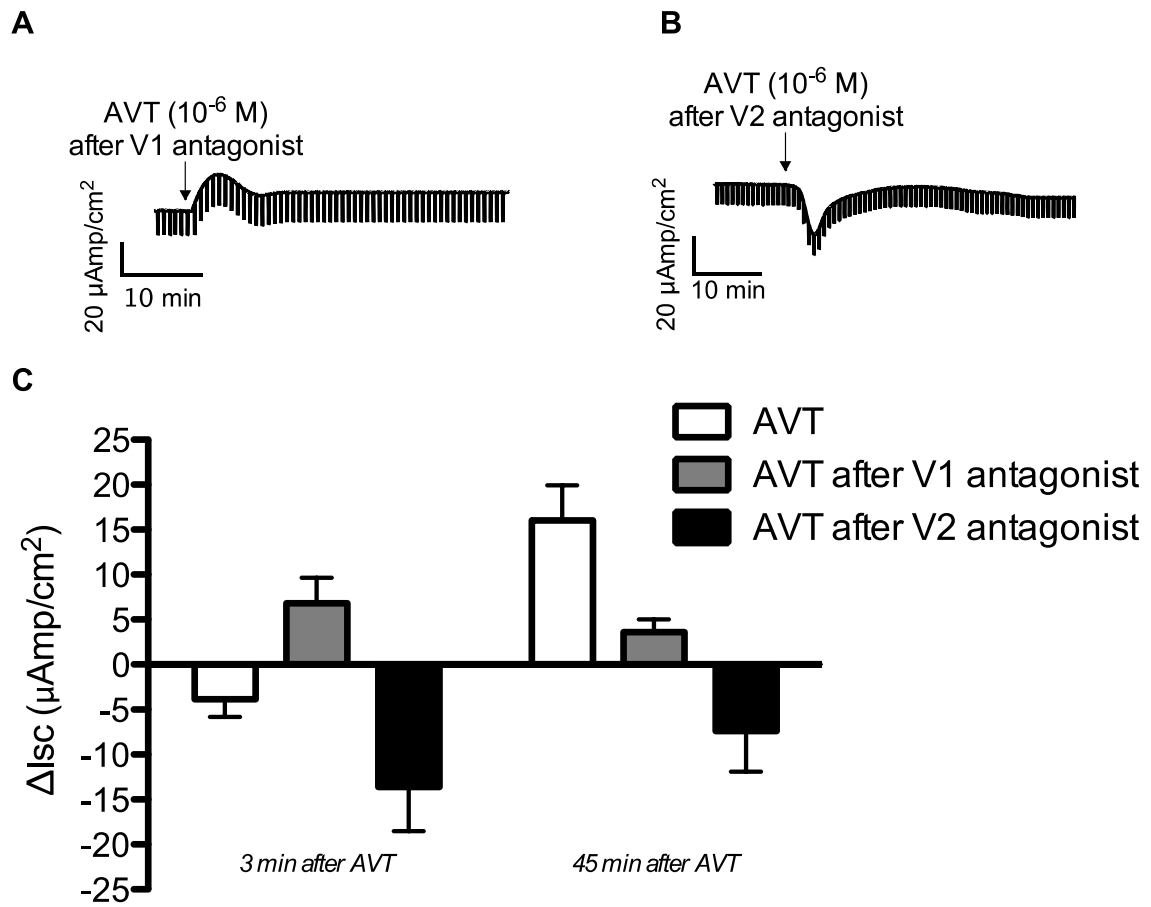 A
AVT (10-6 M)
after V1 antagonist
20 µAmp/cm2
10 min
B
AVT (10-6 M)
after V2 antagonist
20 µAmp/cm2
10 min
C
AVT
AVT after V1 antagonist
AVT after V2 antagonist
ΔIsc (µAmp/cm2)
25
20
15
10
5
0
-5
-10
-15
-20
-25
3 min after AVT
45 min after AVT